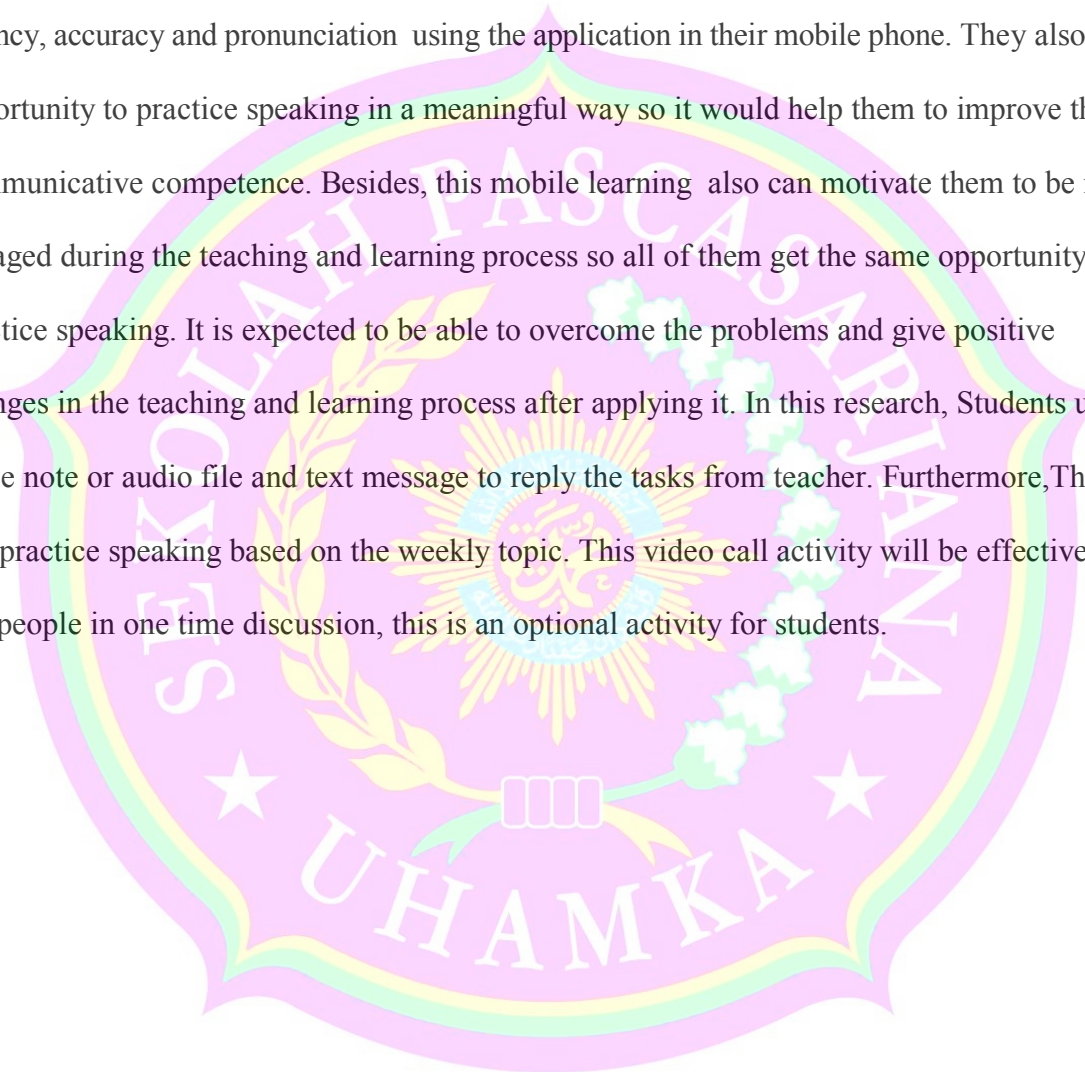 ncy, accuracy and pronunciation using the application in their mobile phone. They also
ortunity to practice speaking in a meaningful way so it would help them to improve th
municative competence. Besides, this mobile learning also can motivate them to be
aged during the teaching and learning process so all of them get the same opportunity
tice speaking. It is expected to be able to overcome the problems and give positive
nges in the teaching and learning process after applying it. In this research, Students u
e note or audio file and text message to reply the tasks from teacher. Furthermore,Th
practice speaking based on the weekly topic. This video call activity will be effective
people in one time discussion, this is an optional activity for students.
SEKOLAH PASCASARJANA
UHAMKA